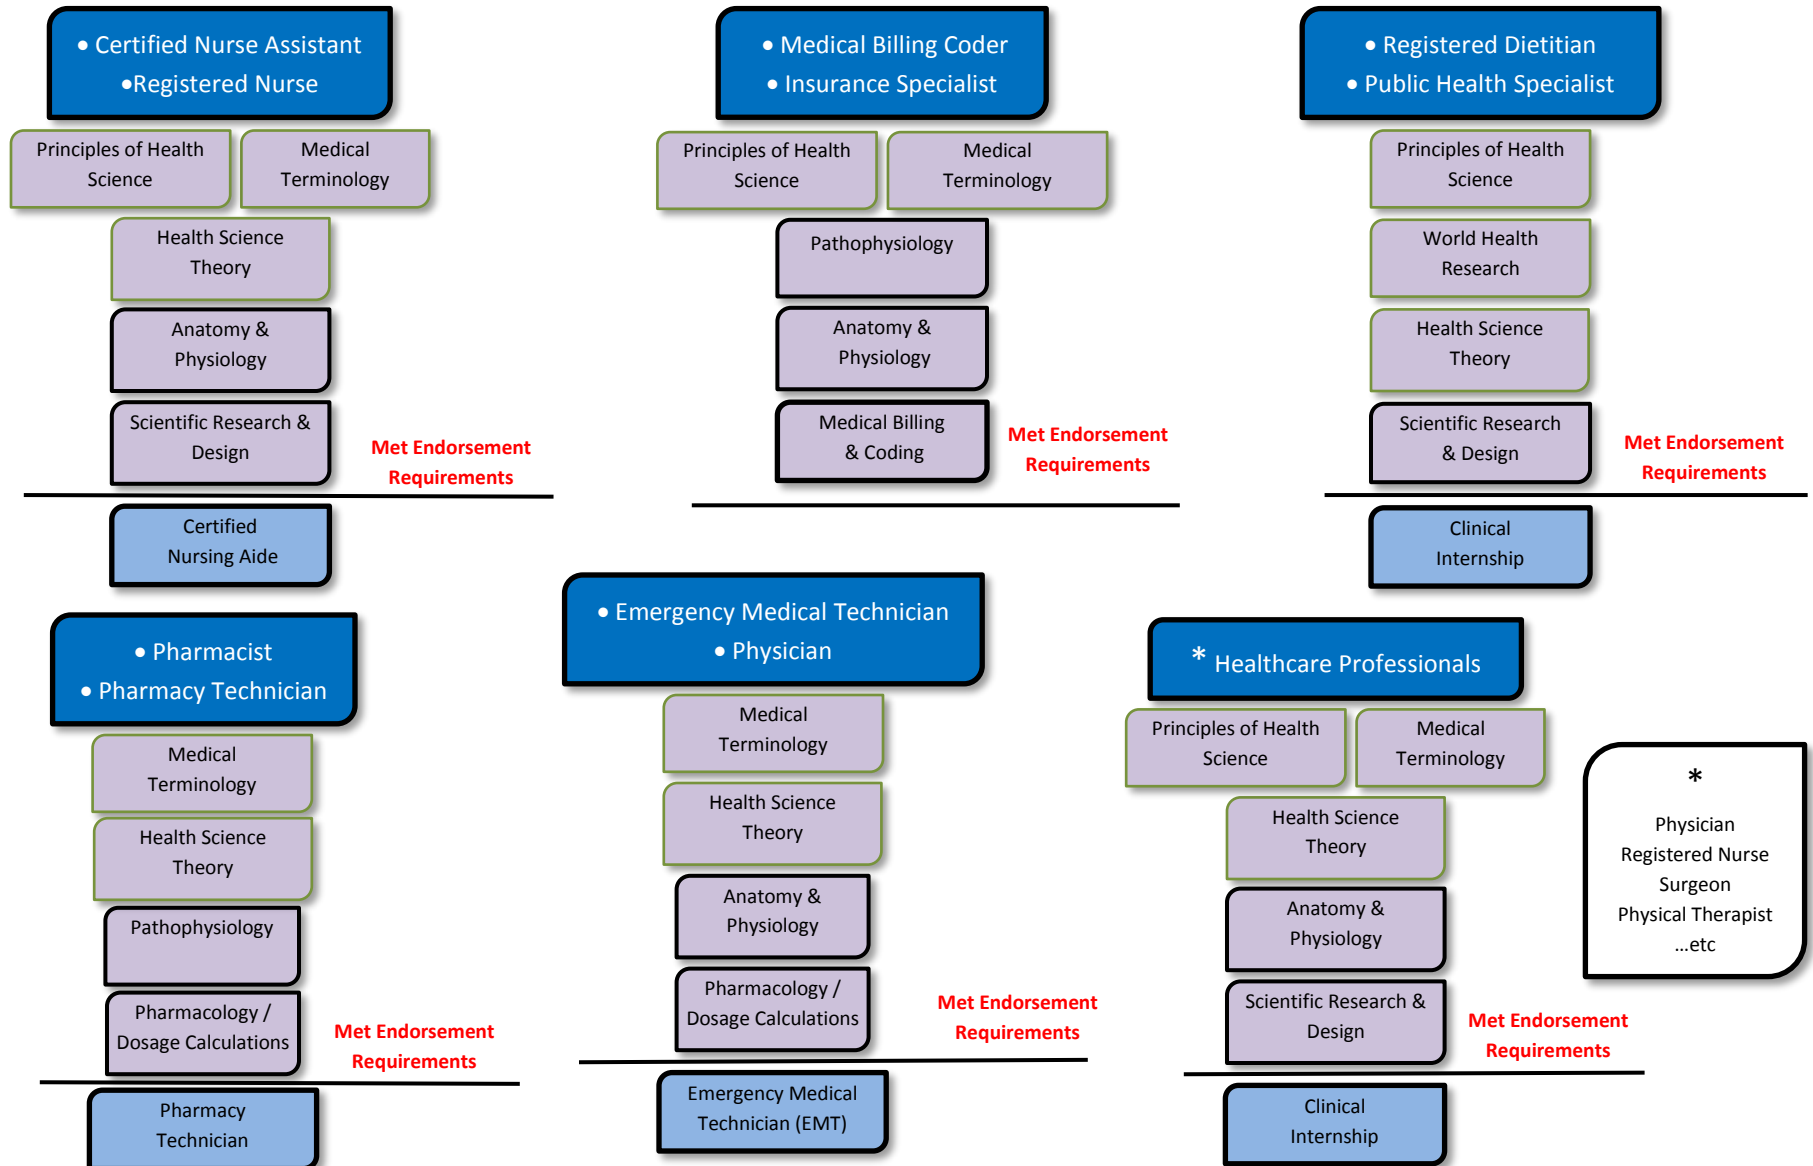 • Certified Nurse Assistant
•Registered Nurse
Principles of Health
Science
Medical
Terminology
Health Science
Theory
Anatomy &
Physiology
Scientific Research &
Design
Met Endorsement
Requirements
Certified
Nursing Aide
• Medical Billing Coder
• Insurance Specialist
Principles of Health
Science
Medical
Terminology
Pathophysiology
Anatomy &
Physiology
Medical Billing
& Coding
Met Endorsement
Requirements
• Registered Dietitian
• Public Health Specialist
Principles of Health
Science
World Health
Research
Health Science
Theory
Scientific Research
& Design
Met Endorsement
Requirements
Clinical
Internship
• Pharmacist
• Pharmacy Technician
Medical
Terminology
Health Science
Theory
Pathophysiology
Pharmacology /
Dosage Calculations
Met Endorsement
Requirements
Pharmacy
Technician
• Emergency Medical Technician
• Physician
Medical
Terminology
Health Science
Theory
Anatomy &
Physiology
Pharmacology /
Dosage Calculations
Met Endorsement
Requirements
Emergency Medical
Technician (EMT)
* Healthcare Professionals
Principles of Health
Science
Medical
Terminology
Health Science
Theory
Anatomy &
Physiology
Scientific Research &
Design
Met Endorsement
Requirements
Clinical
Internship
*
Physician
Registered Nurse
Surgeon
Physical Therapist
...etc